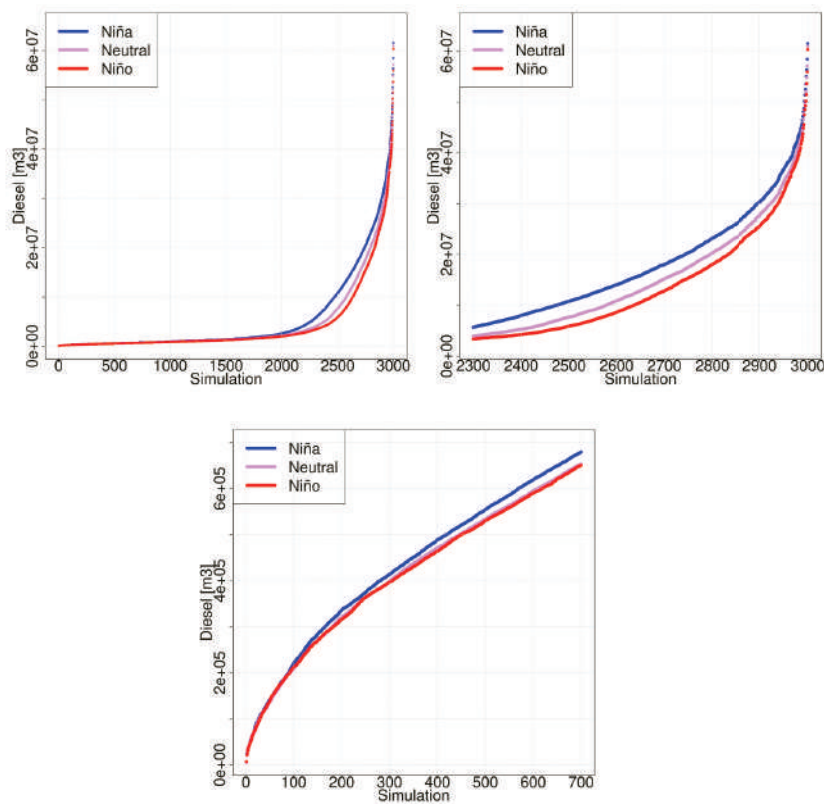 Niña
Neutral
Niño
Diesel [m3]
0e+00
2e+07
4e+07
6e+07
0
500
1000
1500
2000
2500
3000
Simulation
Niña
Neutral
Niño
Diesel [m3]
0e+00
2e+07
4e+07
6e+07
2300
2400
2500
2600
2700
2800
2900
3000
Simulation
Niña
Neutral
Niño
Diesel [m3]
0e+00
2e+05
4e+05
6e+05
0
100
200
300
400
500
600
700
Simulation